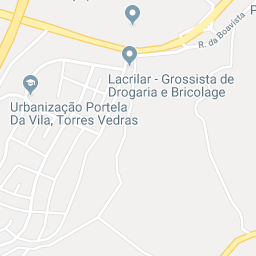 R. da Boavista
Lacrilar - Grossista de
Drogaria e Bricolage
Urbanização Portela
Da Vila, Torres Vedras